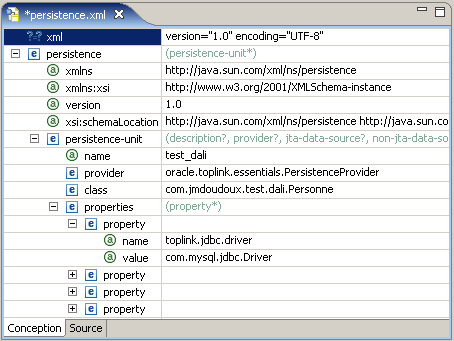 *persistence.xml
xml version="1.0" encoding="UTF-8"
persistence (persistence-unit*)
xmlns http://java.sun.com/xml/ns/persistence
xmlns:xsi http://www.w3.org/2001/XMLSchema-instance
version 1.0
xsi:schemaLocation http://java.sun.com/xml/ns/persistence http://java.sun.co
persistence-unit (description?, provider?, jta-data-source?, non-jta-data-so
name test_dali
provider oracle.toplink.essentials.PersistenceProvider
class com.jmdoudoux.test.dali.Personne
properties (property*)
property
name toplink.jdbc.driver
value com.mysql.jdbc.Driver
property
property
property
Conception Source